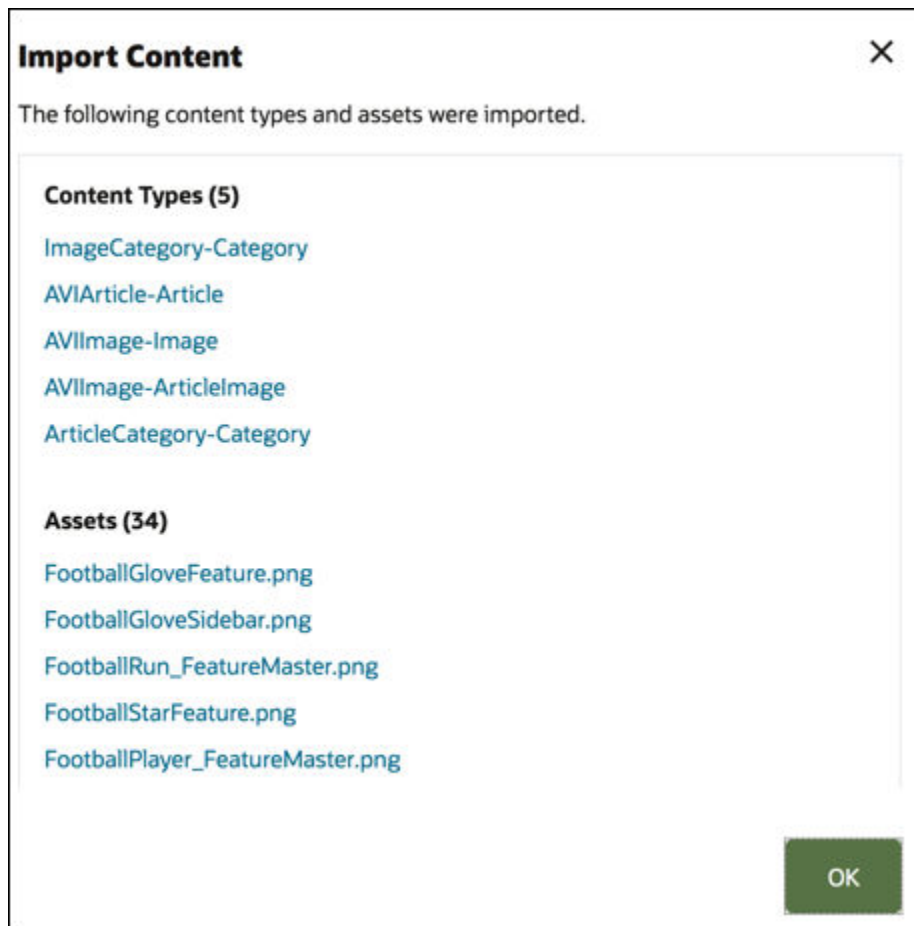 Import Content
The following content types and assets were imported.
Content Types (5)
ImageCategory-Category
AVIArticle-Article
AVIImage-Image
AVIImage-ArticleImage
ArticleCategory-Category
Assets (34)
FootballGloveFeature.png
FootballGloveSidebar.png
FootballRun_FeatureMaster.png
FootballStarFeature.png
FootballPlayer_FeatureMaster.png
OK